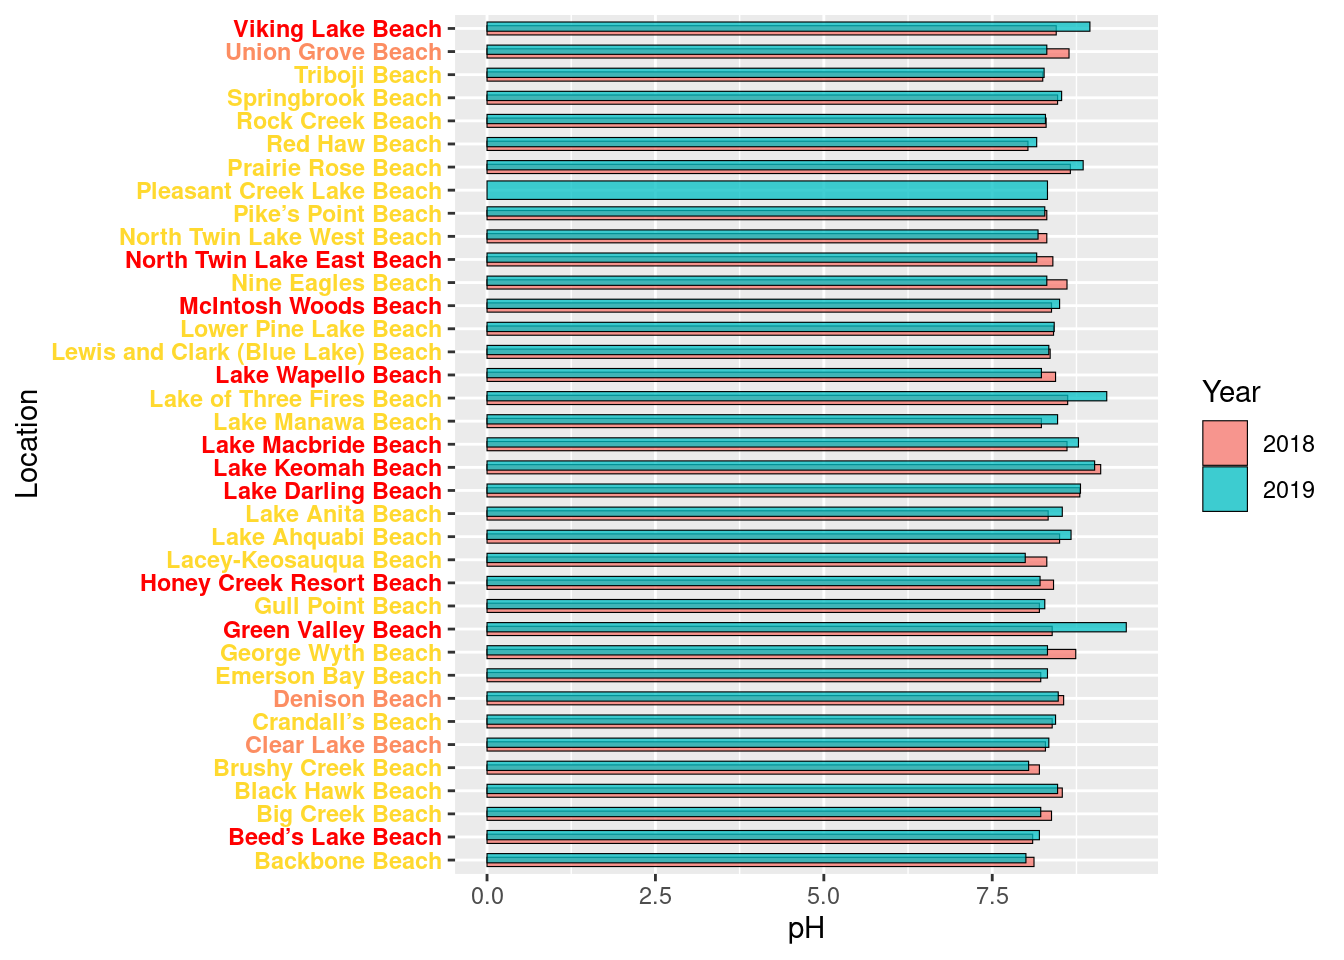 Viking Lake Beach
Union Grove Beach
Triboji Beach
Springbrook Beach
Rock Creek Beach
Red Haw Beach
Prairie Rose Beach
Pleasant Creek Lake Beach
Pike’s Point Beach
North Twin Lake West Beach
North Twin Lake East Beach
Nine Eagles Beach
McIntosh Woods Beach
Lower Pine Lake Beach
Lewis and Clark (Blue Lake) Beach
Lake Wapello Beach
Lake of Three Fires Beach
Lake Manawa Beach
Lake Macbride Beach
Lake Keomah Beach
Lake Darling Beach
Lake Anita Beach
Lake Ahquabi Beach
Lacey-Keosauqua Beach
Honey Creek Resort Beach
Gull Point Beach
Green Valley Beach
George Wyth Beach
Emerson Bay Beach
Denison Beach
Crandall’s Beach
Clear Lake Beach
Brushy Creek Beach
Black Hawk Beach
Big Creek Beach
Beed’s Lake Beach
Backbone Beach
Location
0.0 2.5 5.0 7.5
pH
Year
2018
2019